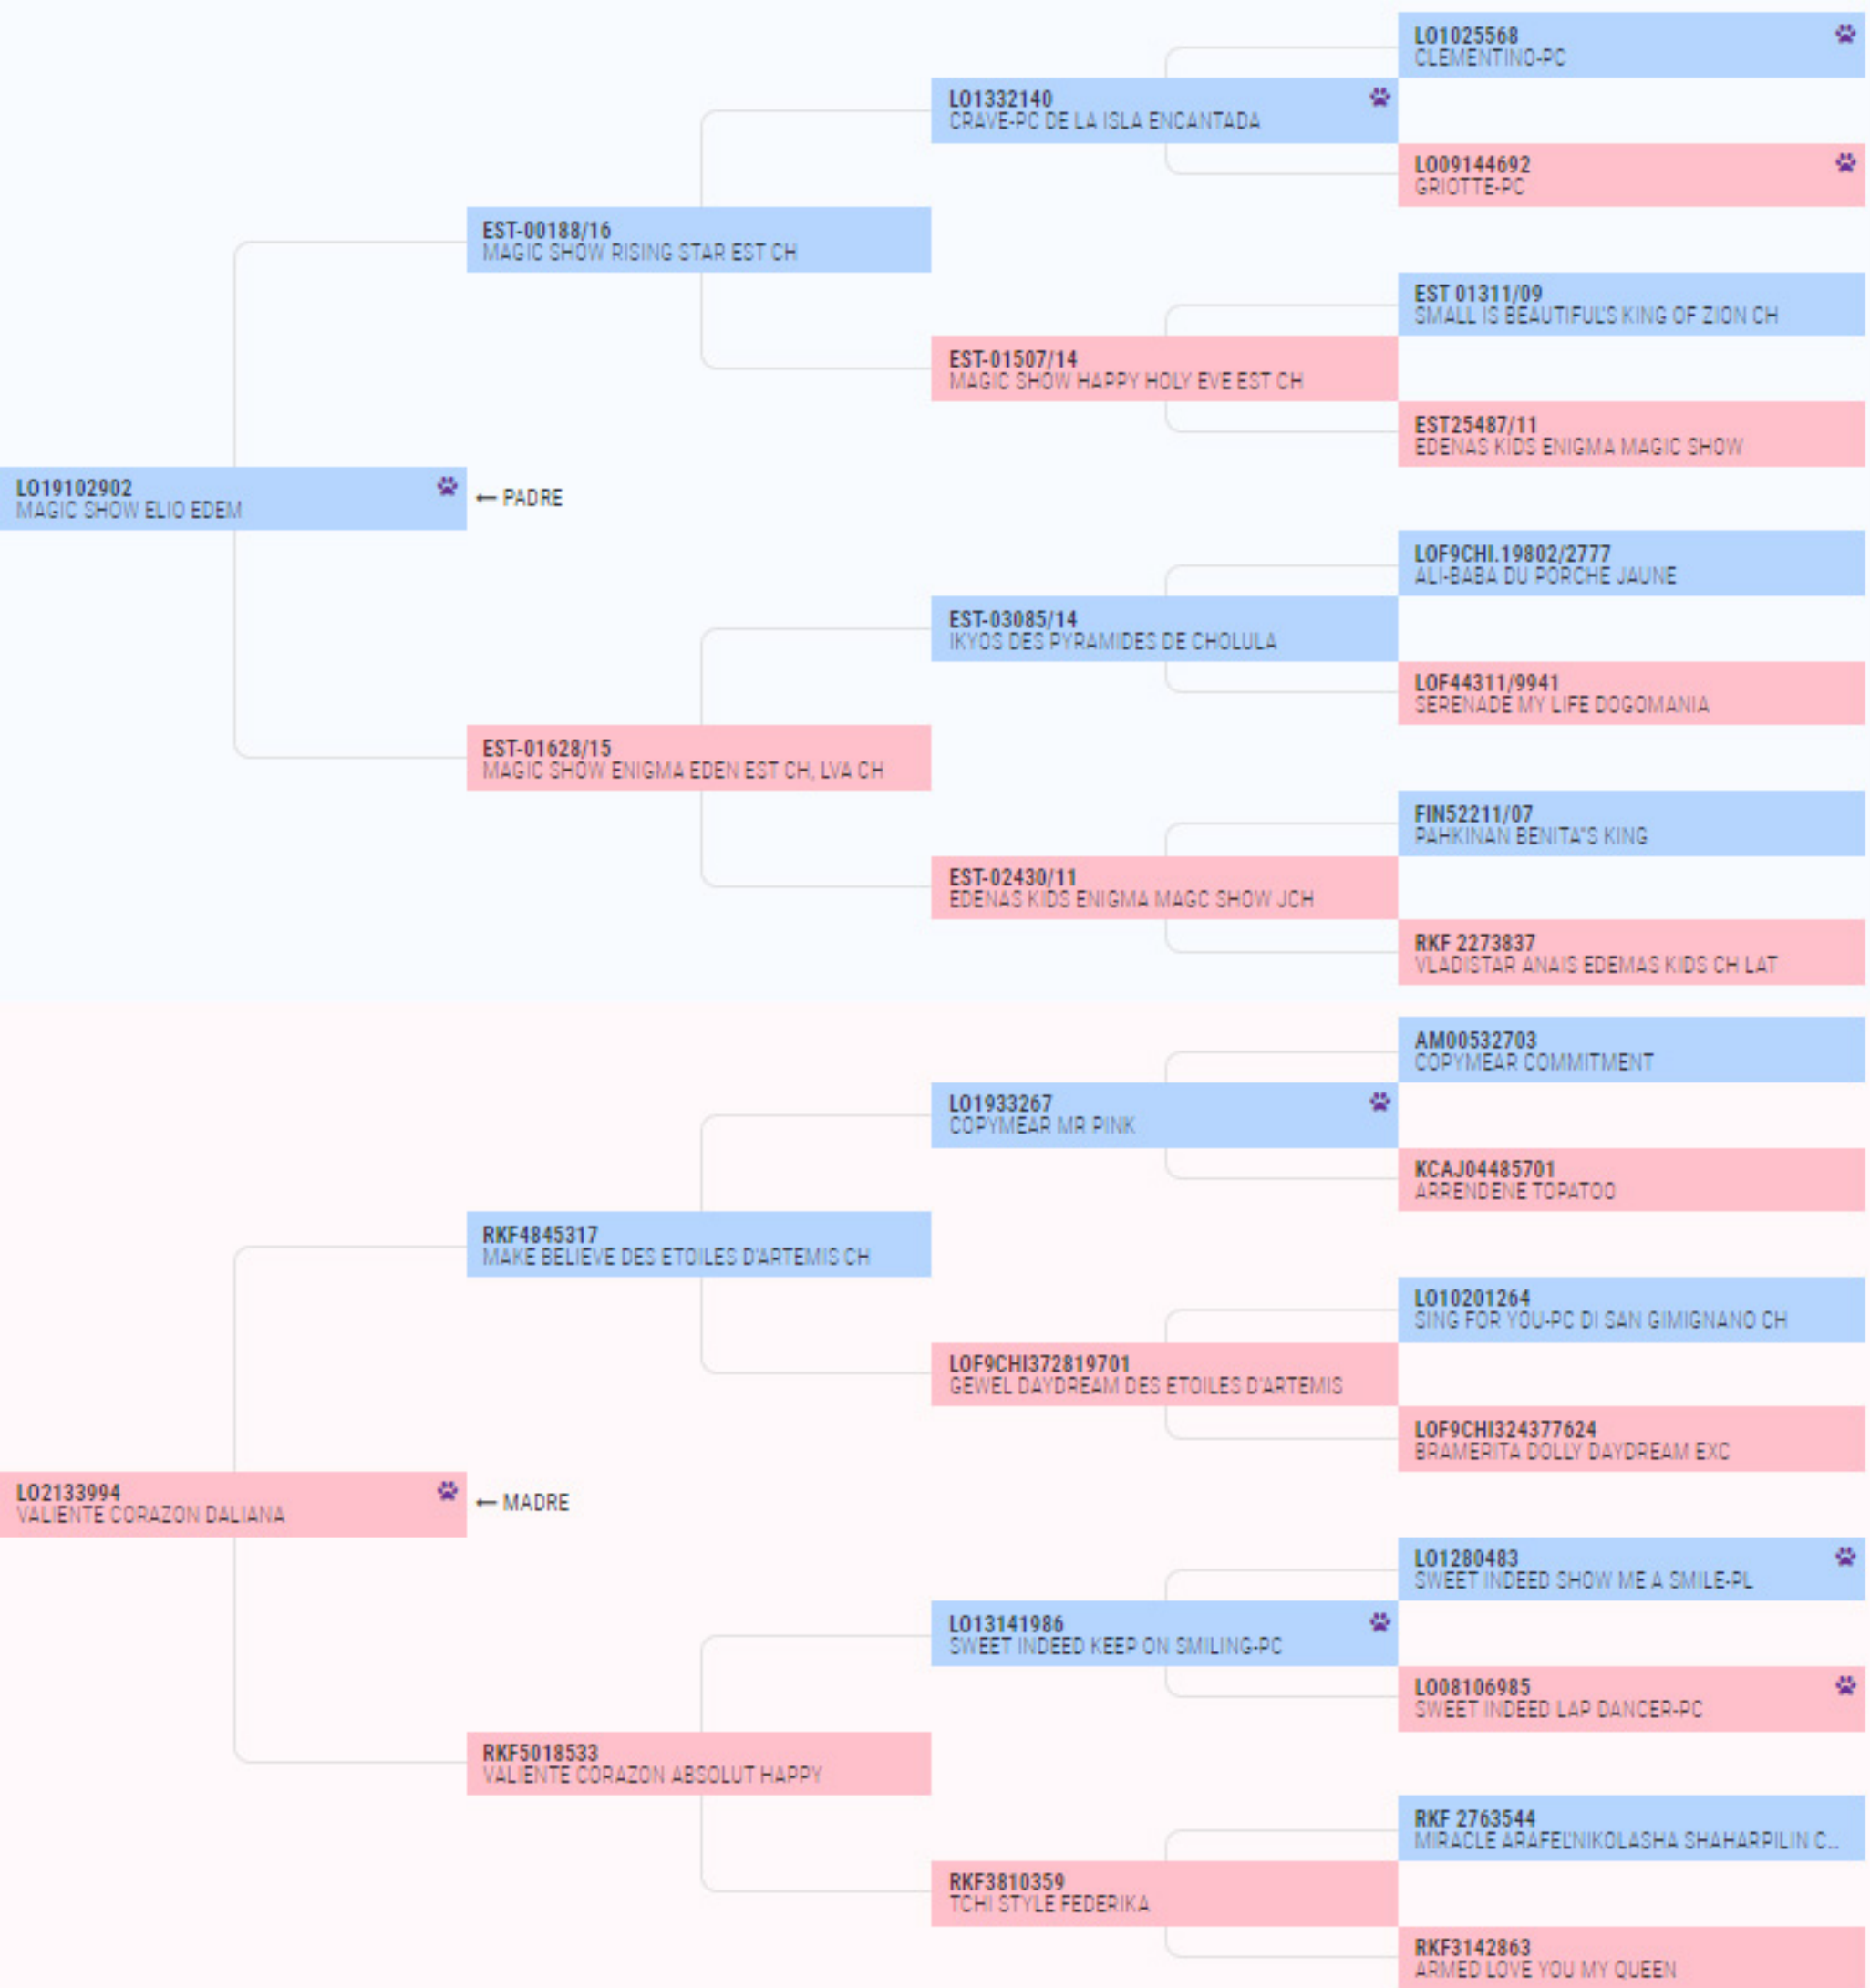 LO1025568
CLEMENTINO-PC
LO1332140
CRAVE-PC DE LA ISLA ENCANTADA
LO09144692
GRIOTTE-PC
EST-00188/16
MAGIC SHOW RISING STAR EST CH
EST 01311/09
SMALL IS BEAUTIFUL'S KING OF ZION CH
EST-01507/14
MAGIC SHOW HAPPY HOLY EVE EST CH
EST25487/11
EDENAS KIDS ENIGMA MAGIC SHOW
LO19102902
MAGIC SHOW ELIO EDEM
← PADRE
LOF9CHI.19802/2777
ALI-BABA DU PORCHE JAUNE
EST-03085/14
IKYOS DES PYRAMIDES DE CHOLULA
LOF44311/9941
SERENADE MY LIFE DOGOMANIA
EST-01628/15
MAGIC SHOW ENIGMA EDEN EST CH, LVA CH
FIN52211/07
PAHKINAN BENITA"S KING
EST-02430/11
EDENAS KIDS ENIGMA MAGC SHOW JCH
RKF 2273837
VLADISTAR ANAIS EDEMAS KIDS CH LAT
AM00532703
COPYMEAR COMMITMENT
LO1933267
COPYMEAR MR PINK
KCAJ04485701
ARRENDENE TOPATOO
RKF4845317
MAKE BELIEVE DES ETOILES D'ARTEMIS CH
LO10201264
SING FOR YOU-PC DI SAN GIMIGNANO CH
LOF9CHI372819701
GEWEL DAYDREAM DES ETOILES D'ARTEMIS
LOF9CHI324377624
BRAMERITA DOLLY DAYDREAM EXC
LO2133994
VALIENTE CORAZON DALIANA
← MADRE
LO1280483
SWEET INDEED SHOW ME A SMILE-PL
LO13141986
SWEET INDEED KEEP ON SMILING-PC
LO08106985
SWEET INDEED LAP DANCER-PC
RKF5018533
VALIENTE CORAZON ABSOLUT HAPPY
RKF 2763544
MIRACLE ARAFEL'NIKOLASHA SHAHARPILIN C...
RKF3810359
TCHI STYLE FEDERIKA
RKF3142863
ARMED LOVE YOU MY QUEEN